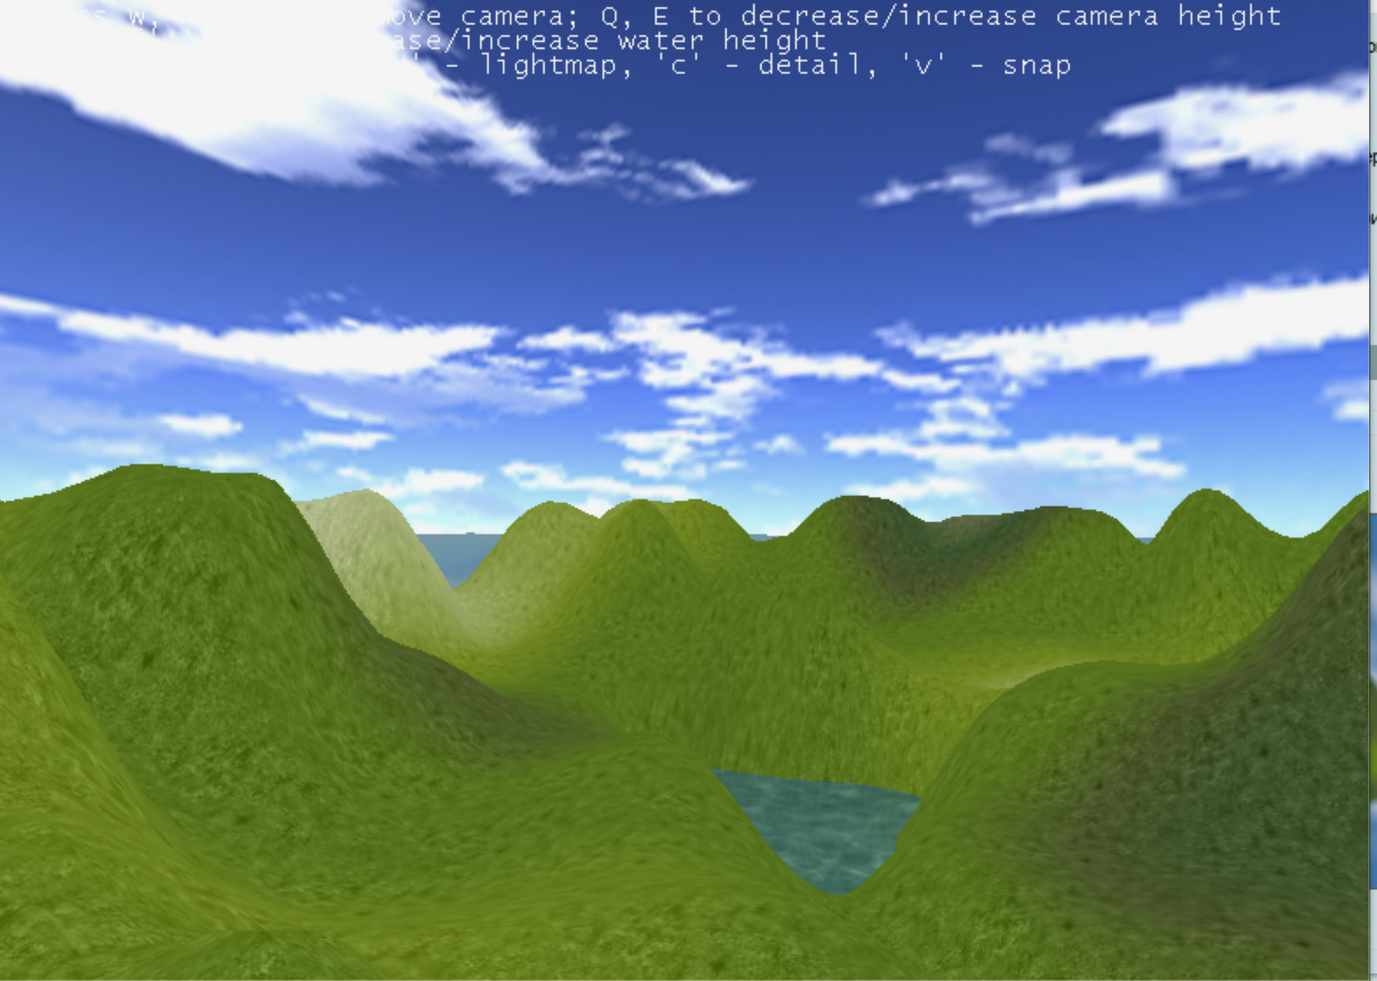 W, ove camera; Q, E to decrease/increase camera height
ase/increase water height
' - lightmap, 'c' - detail, 'v' - snap